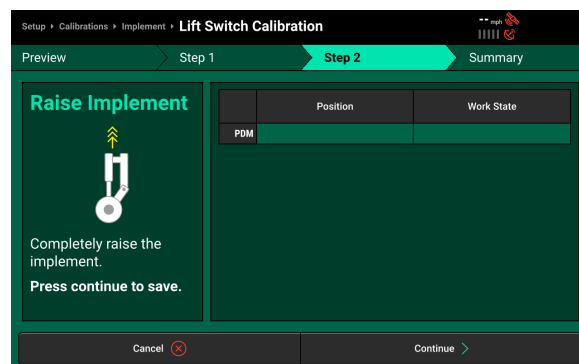 Setup ▸ Calibrations ▸ Implement ▸ Lift Switch Calibration
-- mph
Preview
Step 1
Step 2
Summary
Raise Implement
Completely raise the
implement.
Press continue to save.
Position
Work State
PDM
Cancel
Continue